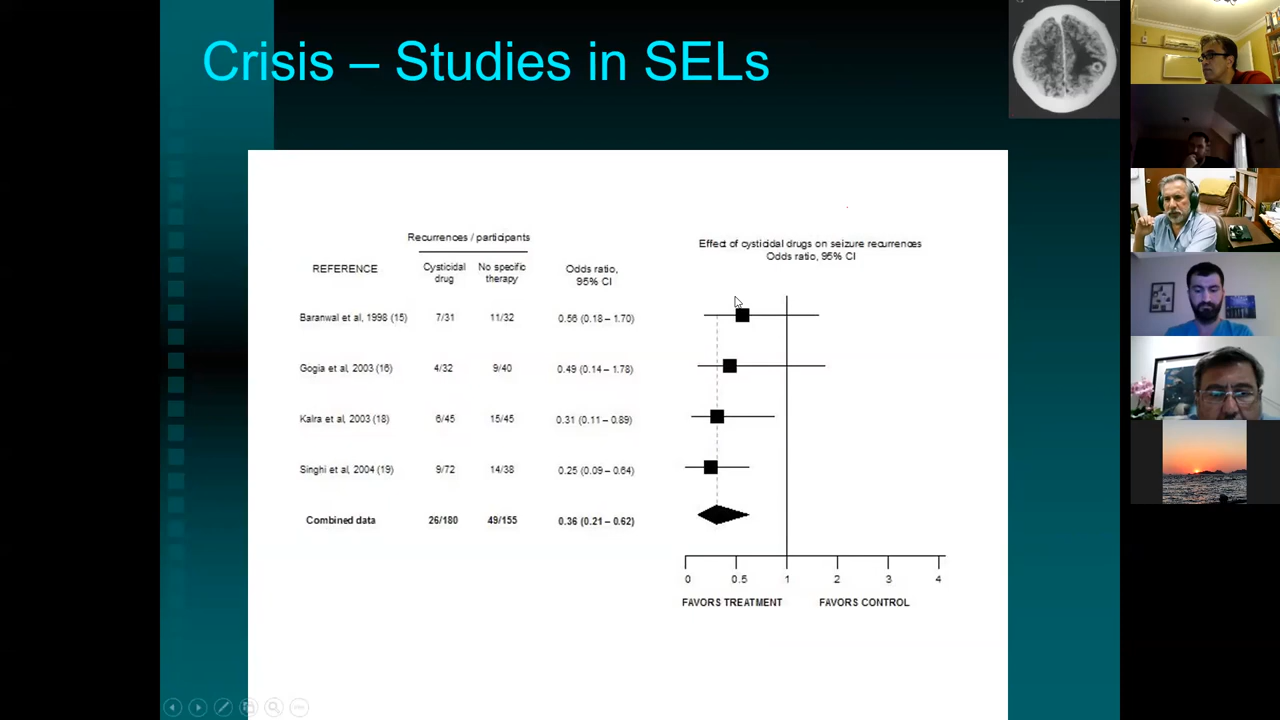 Crisis – Studies in SELs
Recurrences / participants
REFERENCE
Cysticidal drug
No specific therapy
Odds ratio, 95% CI
Baranwal et al, 1998 (15) 7/31 11/32 0.56 (0.18 – 1.70)
Gogia et al, 2003 (16) 4/32 9/40 0.49 (0.14 – 1.78)
Kalra et al, 2003 (18) 6/45 15/45 0.31 (0.11 – 0.89)
Singhi et al, 2004 (19) 9/72 14/38 0.25 (0.09 – 0.64)
Combined data 26/180 49/155 0.36 (0.21 – 0.62)
Effect of cysticidal drugs on seizure recurrences
Odds ratio, 95% CI
0 0.5 1 2 3 4
FAVORS TREATMENT FAVORS CONTROL